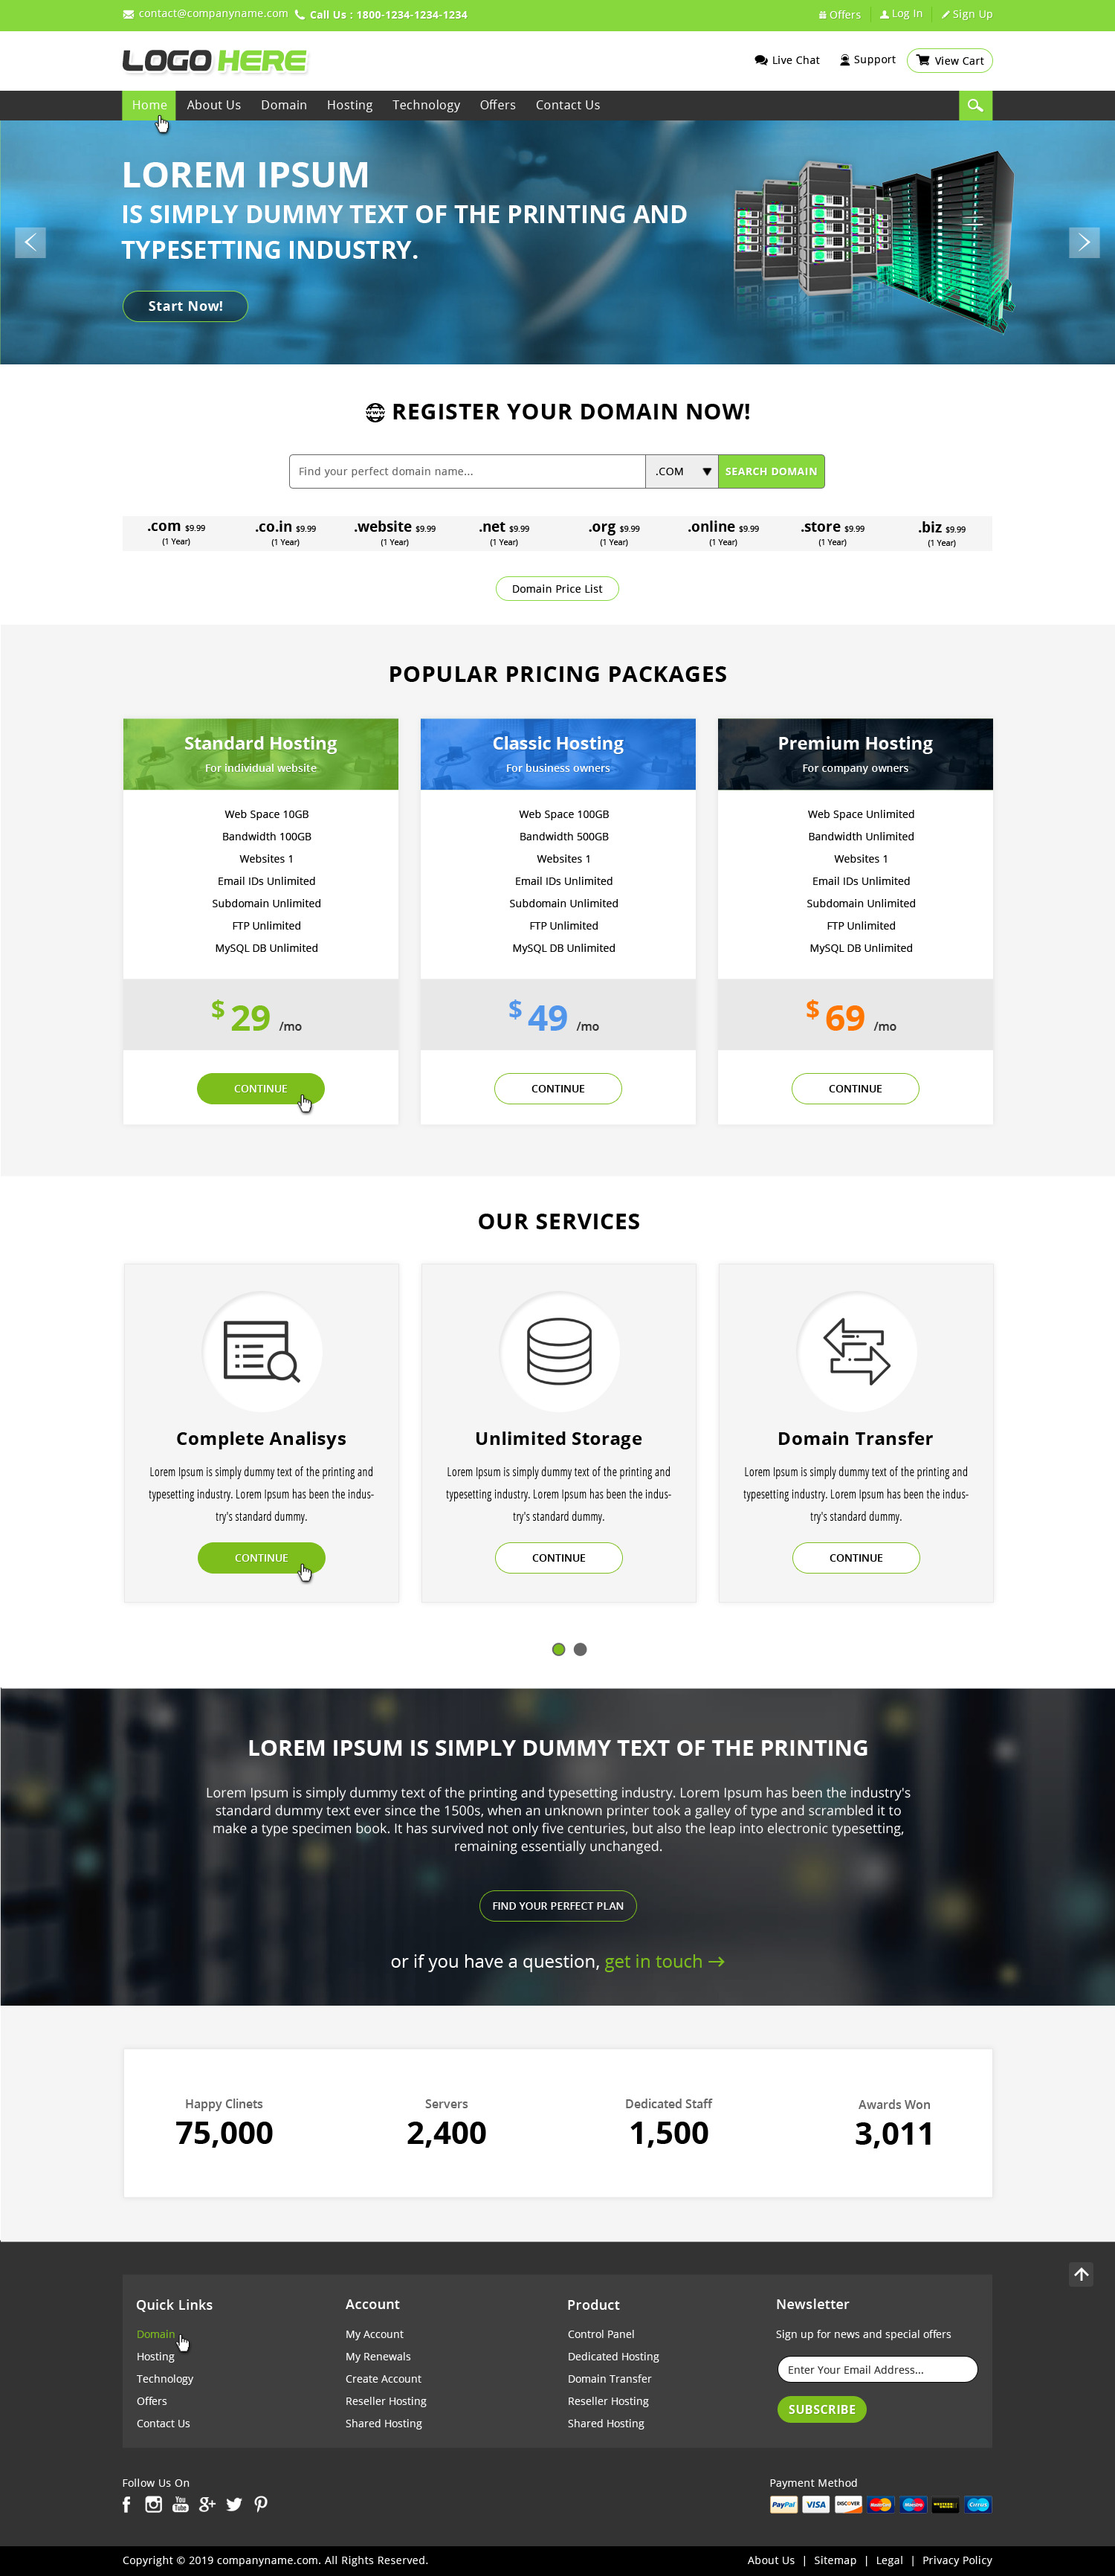 contact@companyname.com Call Us : 1800-1234-1234-1234 Offers Log In Sign Up
LOGO HERE Live Chat Support View Cart
Home About Us Domain Hosting Technology Offers Contact Us
LOREM IPSUM
IS SIMPLY DUMMY TEXT OF THE PRINTING AND
TYPESETTING INDUSTRY.
Start Now!
REGISTER YOUR DOMAIN NOW!
Find your perfect domain name... .COM SEARCH DOMAIN
.com $9.99 .co.in $9.99 .website $9.99 .net $9.99 .org $9.99 .online $9.99 .store $9.99 .biz $9.99
(1 Year) (1 Year) (1 Year) (1 Year) (1 Year) (1 Year) (1 Year) (1 Year)
Domain Price List
POPULAR PRICING PACKAGES
Standard Hosting
For individual website
Web Space 10GB
Bandwidth 100GB
Websites 1
Email IDs Unlimited
Subdomain Unlimited
FTP Unlimited
MySQL DB Unlimited
$ 29 /mo
CONTINUE
Classic Hosting
For business owners
Web Space 100GB
Bandwidth 500GB
Websites 1
Email IDs Unlimited
Subdomain Unlimited
FTP Unlimited
MySQL DB Unlimited
$ 49 /mo
CONTINUE
Premium Hosting
For company owners
Web Space Unlimited
Bandwidth Unlimited
Websites 1
Email IDs Unlimited
Subdomain Unlimited
FTP Unlimited
MySQL DB Unlimited
$ 69 /mo
CONTINUE
OUR SERVICES
Complete Analisys
Lorem Ipsum is simply dummy text of the printing and
typesetting industry. Lorem Ipsum has been the indus-
try's standard dummy.
CONTINUE
Unlimited Storage
Lorem Ipsum is simply dummy text of the printing and
typesetting industry. Lorem Ipsum has been the indus-
try's standard dummy.
CONTINUE
Domain Transfer
Lorem Ipsum is simply dummy text of the printing and
typesetting industry. Lorem Ipsum has been the indus-
try's standard dummy.
CONTINUE
LOREM IPSUM IS SIMPLY DUMMY TEXT OF THE PRINTING
Lorem Ipsum is simply dummy text of the printing and typesetting industry. Lorem Ipsum has been the industry's
standard dummy text ever since the 1500s, when an unknown printer took a galley of type and scrambled it to
make a type specimen book. It has survived not only five centuries, but also the leap into electronic typesetting,
remaining essentially unchanged.
FIND YOUR PERFECT PLAN
or if you have a question, get in touch →
Happy Clinets
75,000
Servers
2,400
Dedicated Staff
1,500
Awards Won
3,011
Quick Links
Domain
Hosting
Technology
Offers
Contact Us
Account
My Account
My Renewals
Create Account
Reseller Hosting
Shared Hosting
Product
Control Panel
Dedicated Hosting
Domain Transfer
Reseller Hosting
Shared Hosting
Newsletter
Sign up for news and special offers
Enter Your Email Address...
SUBSCRIBE
Follow Us On
You Tube
g+
Payment Method
PayPal VISA DISCOVER MasterCard Maestro WESTERN UNION Cirrus
Copyright © 2019 companyname.com. All Rights Reserved. About Us | Sitemap | Legal | Privacy Policy